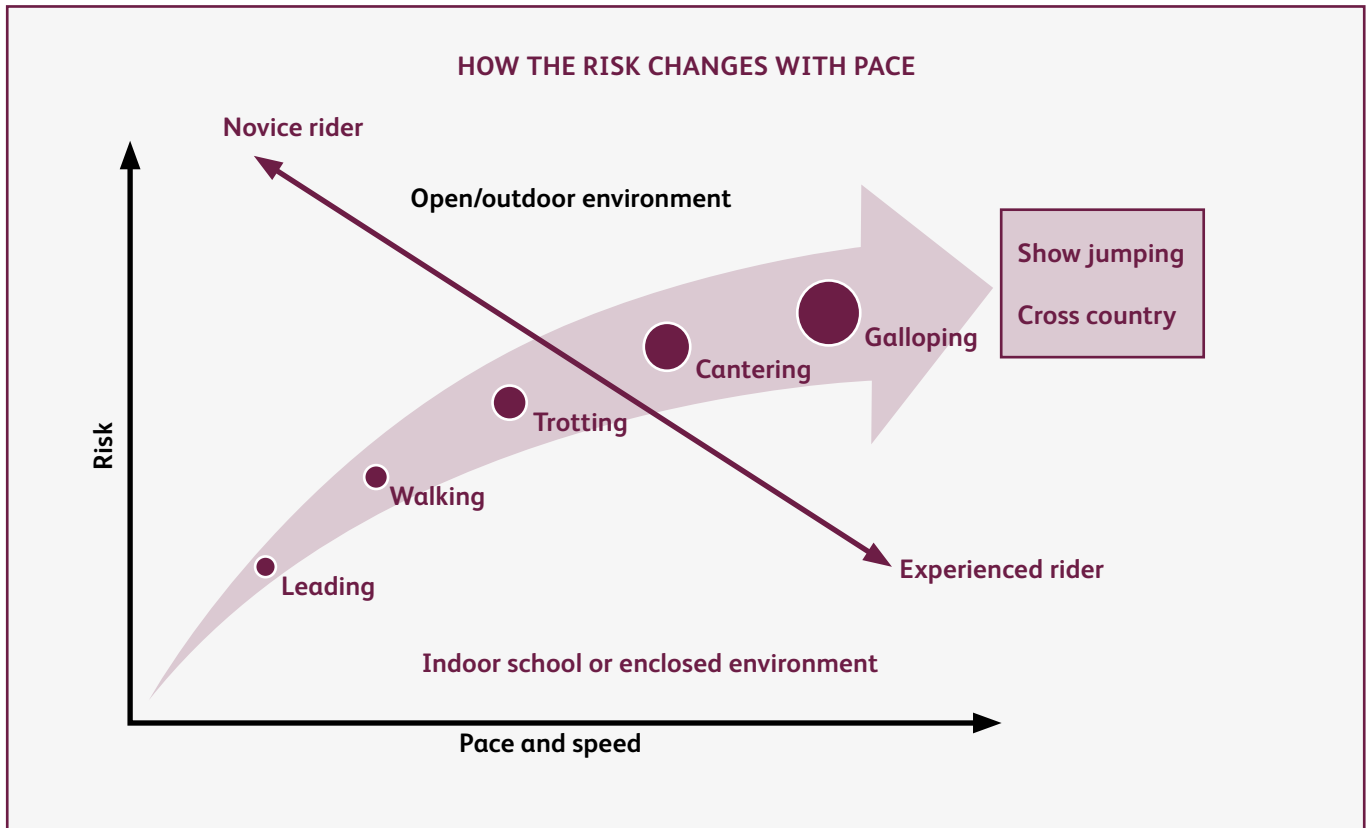 HOW THE RISK CHANGES WITH PACE
Novice rider
Open/outdoor environment
Show jumping
Cross country
Galloping
Cantering
Trotting
Risk
Walking
Leading
Experienced rider
Indoor school or enclosed environment
Pace and speed